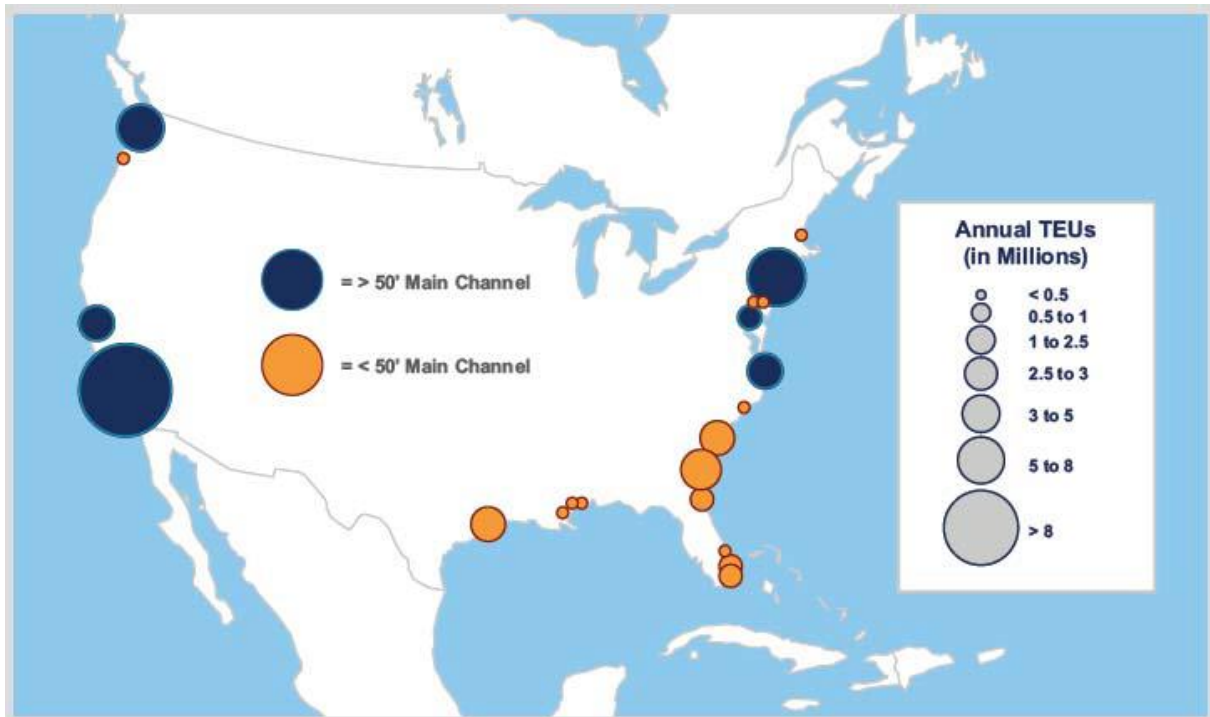 = > 50' Main Channel
= < 50' Main Channel
Annual TEUs
(in Millions)
< 0.5
0.5 to 1
1 to 2.5
2.5 to 3
3 to 5
5 to 8
> 8